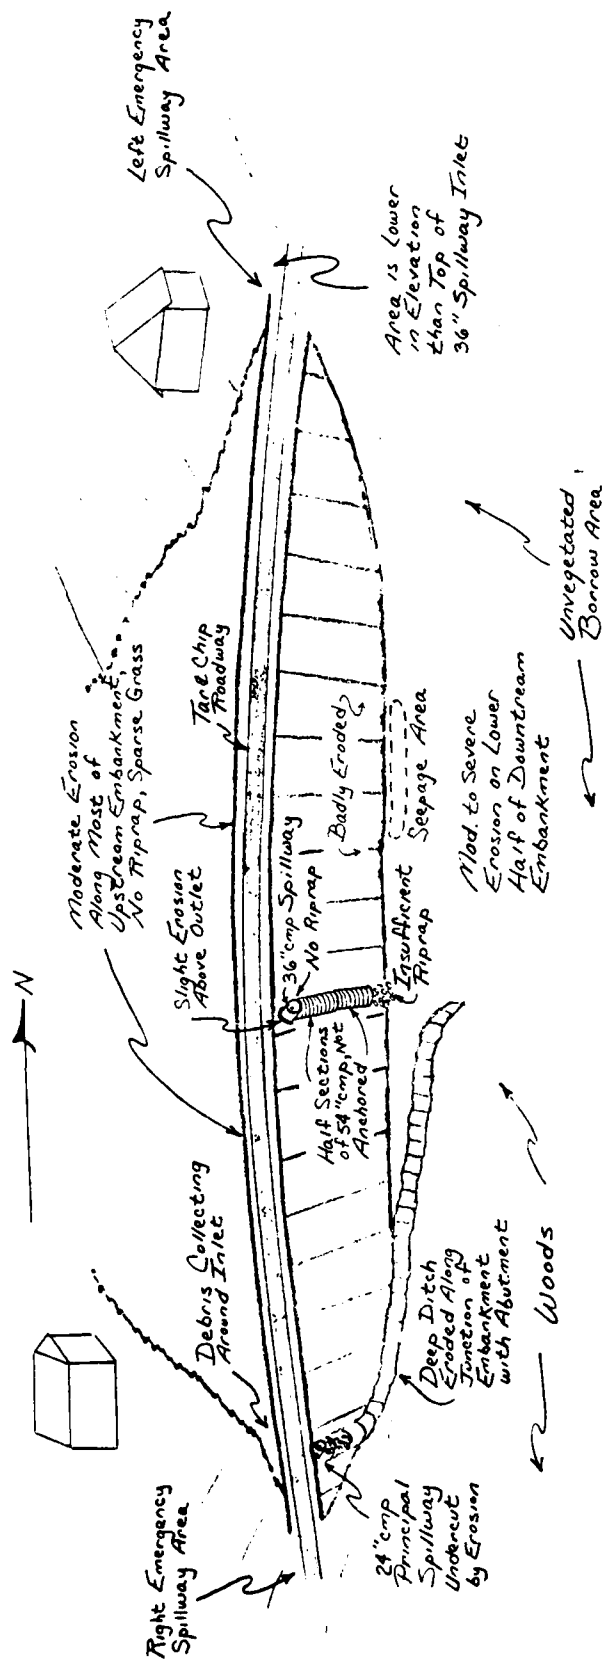 Left Emergency
Spillway Area
Area is Lower
in Elevation
than Top of
36" Spillway Inlet
Unvegetated
Borrow Area
Moderate Erosion
Along Most of
Upstream Embankment,
No Riprap, Sparse Grass
Tar & Chip
Roadway
Badly Eroded
Seepage Area
Mod. to Severe
Erosion on Lower
Half of Downstream
Embankment
Slight Erosion
Above Outlet
36" cmp Spillway
No Riprap
Insufficient
Riprap
Half Sections
of 54" cmp, Not
Anchored
N
Debris Collecting
Around Inlet
Deep Ditch
Eroded Along
Junction of
Embankment
with Abutment
Woods
Right Emergency
Spillway Area
24" cmp
Principal
Spillway
Undercut
by Erosion